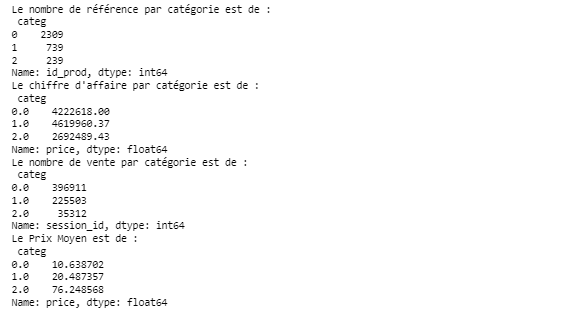 Le nombre de référence par catégorie est de :
categ
0    2309
1     739
2     239
Name: id_prod, dtype: int64
Le chiffre d'affaire par catégorie est de :
categ
0.0    4222618.00
1.0    4619960.37
2.0    2692489.43
Name: price, dtype: float64
Le nombre de vente par catégorie est de :
categ
0.0    396911
1.0    225503
2.0     35312
Name: session_id, dtype: int64
Le Prix Moyen est de :
categ
0.0    10.638702
1.0    20.487357
2.0    76.248568
Name: price, dtype: float64